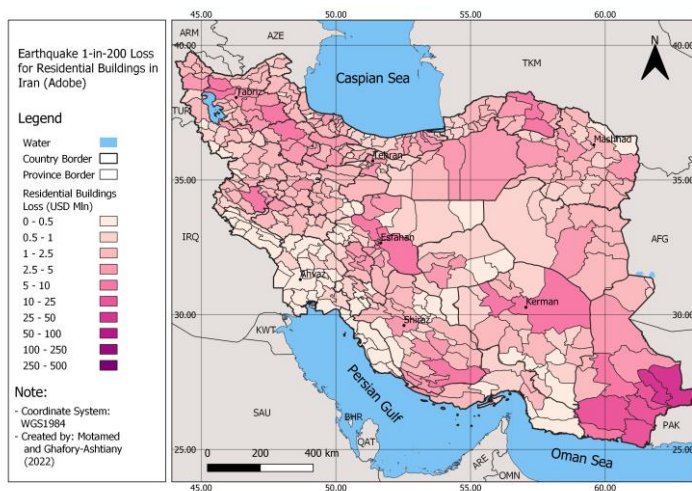 Earthquake 1-in-200 Loss
for Residential Buildings in
Iran (Adobe)
Legend
Water
Country Border
Province Border
Residential Buildings
Loss (USD Mln)
0 - 0.5
0.5 - 1
1 - 2.5
2.5 - 5
5 - 10
10 - 25
25 - 50
50 - 100
100 - 250
250 - 500
Note:
- Coordinate System:
WGS1984
- Created by: Motamed
and Ghafory-Ashtiany
(2022)
45.00 50.00 55.00 60.00
40.00 40.00
35.00 35.00
30.00 30.00
25.00 25.00
45.00 50.00 55.00 60.00
ARM
AZE
TKM
N
Caspian Sea
Tabriz
TUR
Mashhad
Tehran
IRQ
Esfahan
AFG
Ahvaz
Kerman
Shiraz
KWT
Persian Gulf
SAU
BHR
QAT
PAK
ARE
OMN
Oman Sea
0 200 400 km